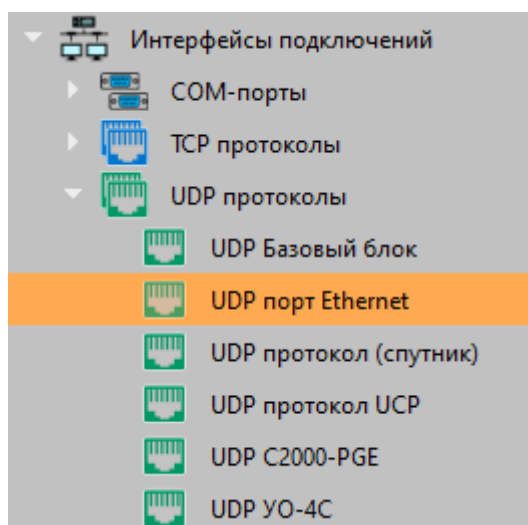 Интерфейсы подключений
COM-порты
TCP протоколы
UDP протоколы
UDP Базовый блок
UDP порт Ethernet
UDP протокол (спутник)
UDP протокол UCP
UDP С2000-PGE
UDP УО-4С